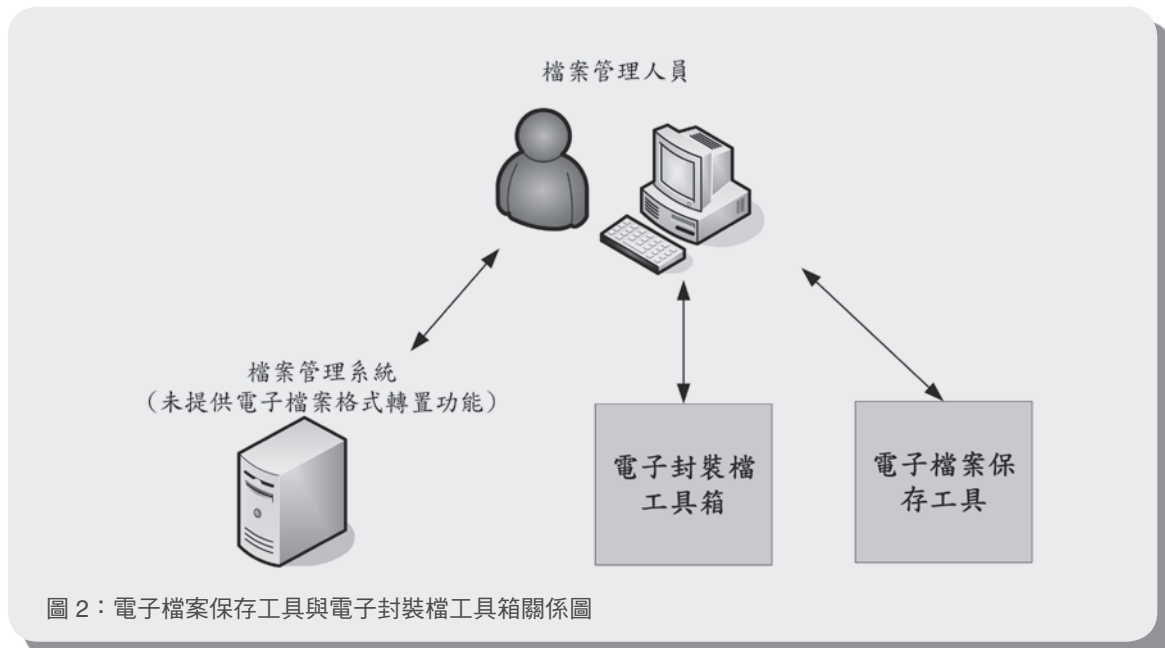 檔案管理人員
檔案管理系統
（未提供電子檔案格式轉置功能）
電子封裝檔
工具箱
電子檔案保
存工具
圖 2：電子檔案保存工具與電子封裝檔工具箱關係圖